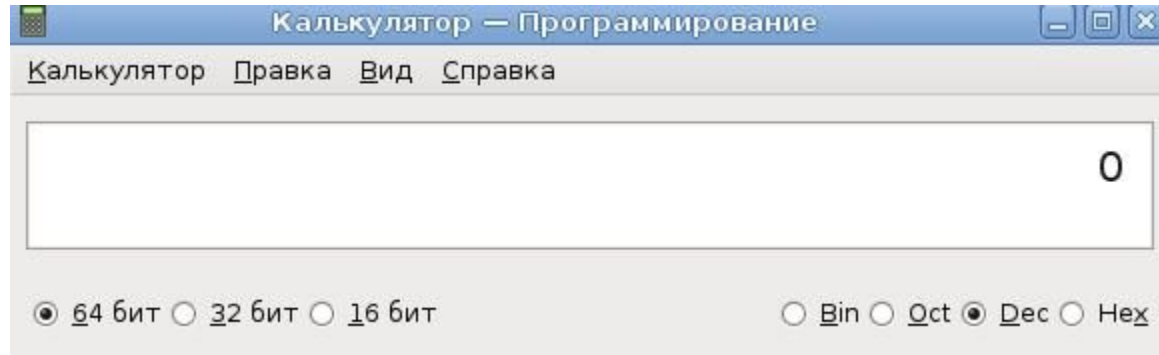 Калькулятор — Программирование
Калькулятор Правка Вид Справка
0
64 бит 32 бит 16 бит Bin Oct Dec Hex